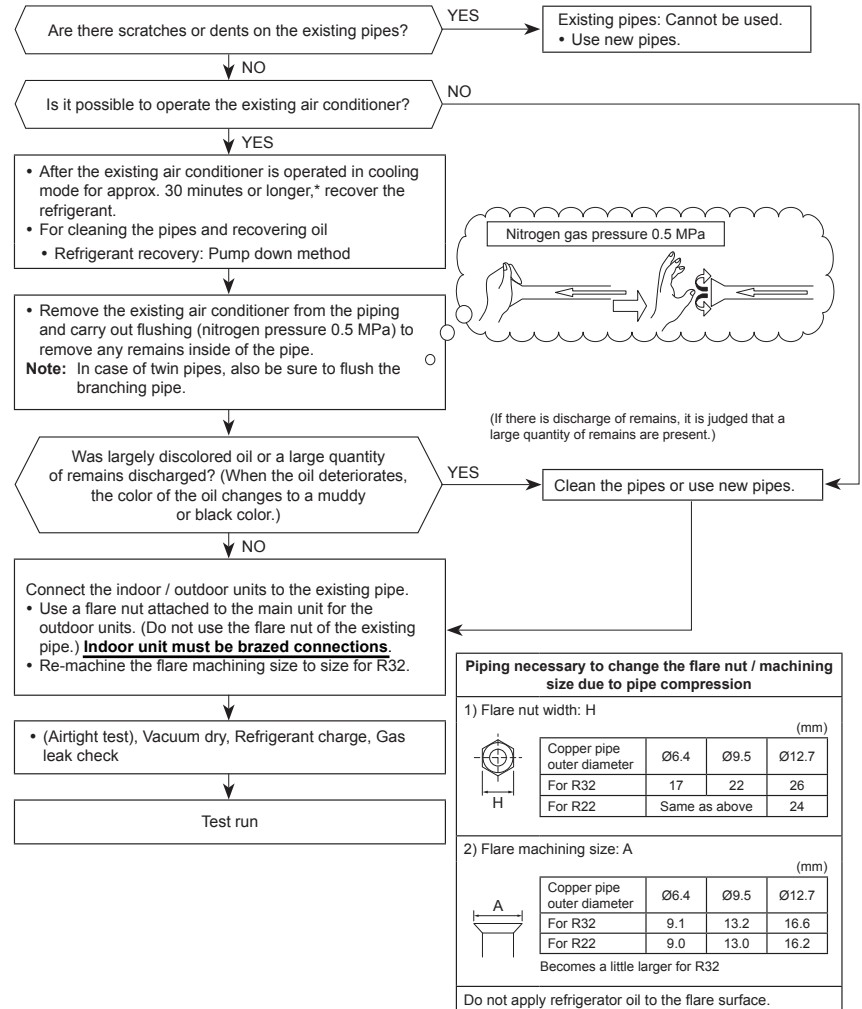 Are there scratches or dents on the existing pipes?
YES
Existing pipes: Cannot be used.
• Use new pipes.
NO
Is it possible to operate the existing air conditioner?
NO
YES
• After the existing air conditioner is operated in cooling
mode for approx. 30 minutes or longer,* recover the
refrigerant.
• For cleaning the pipes and recovering oil
• Refrigerant recovery: Pump down method
Nitrogen gas pressure 0.5 MPa
• Remove the existing air conditioner from the piping
and carry out flushing (nitrogen pressure 0.5 MPa) to
remove any remains inside of the pipe.
Note: In case of twin pipes, also be sure to flush the
branching pipe.
(If there is discharge of remains, it is judged that a
large quantity of remains are present.)
Was largely discolored oil or a large quantity
of remains discharged? (When the oil deteriorates,
the color of the oil changes to a muddy
or black color.)
YES
Clean the pipes or use new pipes.
NO
Connect the indoor / outdoor units to the existing pipe.
• Use a flare nut attached to the main unit for the
outdoor units. (Do not use the flare nut of the existing
pipe.) Indoor unit must be brazed connections.
• Re-machine the flare machining size to size for R32.
• (Airtight test), Vacuum dry, Refrigerant charge, Gas
leak check
Test run
Piping necessary to change the flare nut / machining
size due to pipe compression
1) Flare nut width: H
(mm)
H
Copper pipe
outer diameter Ø6.4 Ø9.5 Ø12.7
For R32 17 22 26
For R22 Same as above 24
2) Flare machining size: A
(mm)
A
Copper pipe
outer diameter Ø6.4 Ø9.5 Ø12.7
For R32 9.1 13.2 16.6
For R22 9.0 13.0 16.2
Becomes a little larger for R32
Do not apply refrigerator oil to the flare surface.